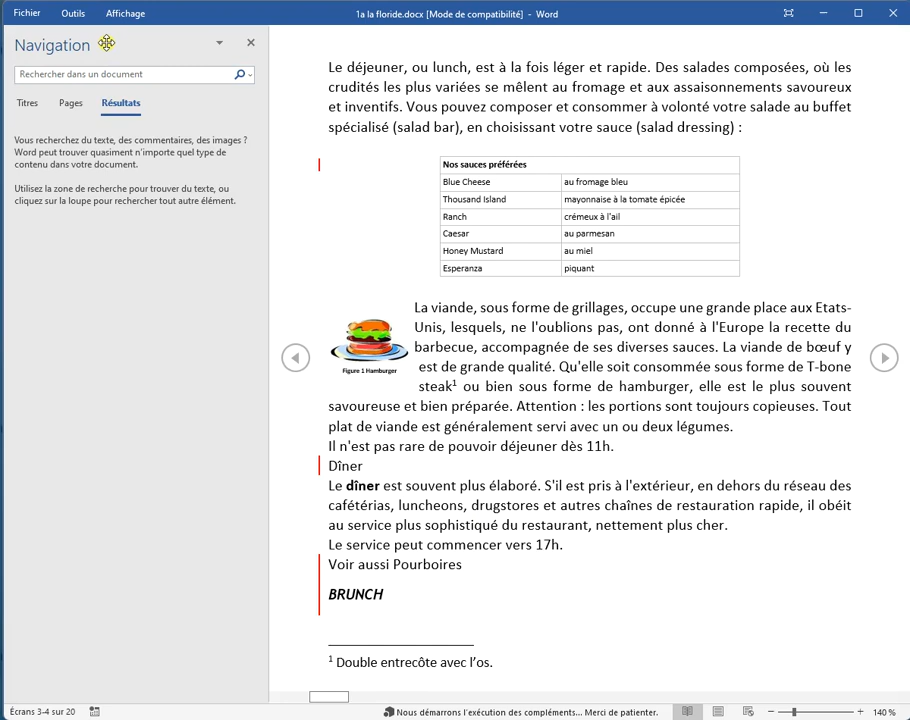 1a la floride.docx [Mode de compatibilité] - Word
Fichier Outils Affichage
Navigation
Rechercher dans un document
Titres Pages Résultats
Vous recherchez du texte, des commentaires, des images ?
Word peut trouver quasiment n'importe quel type de
contenu dans votre document.
Utilisez la zone de recherche pour trouver du texte, ou
cliquez sur la loupe pour rechercher tout autre élément.
Le déjeuner, ou lunch, est à la fois léger et rapide. Des salades composées, où les
crudités les plus variées se mêlent au fromage et aux assaisonnements savoureux
et inventifs. Vous pouvez composer et consommer à volonté votre salade au buffet
spécialisé (salad bar), en choisissant votre sauce (salad dressing) :
Nos sauces préférées
Blue Cheese au fromage bleu
Thousand Island mayonnaise à la tomate épicée
Ranch crémeux à l'ail
Caesar au parmesan
Honey Mustard au miel
Esperanza piquant
La viande, sous forme de grillages, occupe une grande place aux Etats-
Unis, lesquels, ne l'oublions pas, ont donné à l'Europe la recette du
barbecue, accompagnée de ses diverses sauces. La viande de bœuf y
est de grande qualité. Qu'elle soit consommée sous forme de T-bone
steak¹ ou bien sous forme de hamburger, elle est le plus souvent
Figure 1 Hamburger
savoureuse et bien préparée. Attention : les portions sont toujours copieuses. Tout
plat de viande est généralement servi avec un ou deux légumes.
Il n'est pas rare de pouvoir déjeuner dès 11h.
Dîner
Le dîner est souvent plus élaboré. S'il est pris à l'extérieur, en dehors du réseau des
cafétérias, luncheons, drugstores et autres chaînes de restauration rapide, il obéit
au service plus sophistiqué du restaurant, nettement plus cher.
Le service peut commencer vers 17h.
Voir aussi Pourboires
BRUNCH
¹ Double entrecôte avec l'os.
Écrans 3-4 sur 20
Nous démarrons l'exécution des compléments... Merci de patienter.
140 %